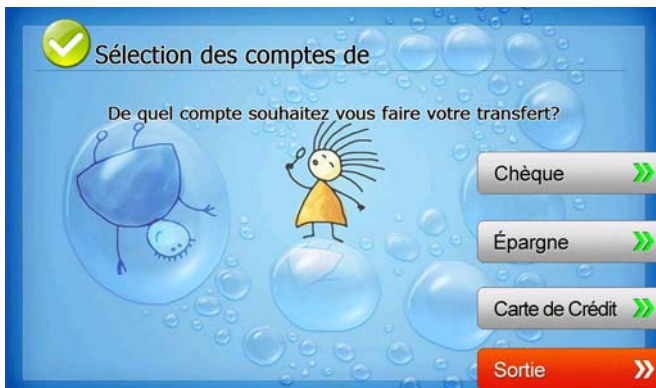 Sélection des comptes de
De quel compte souhaitez vous faire votre transfert?
Chèque
Épargne
Carte de Crédit
Sortie